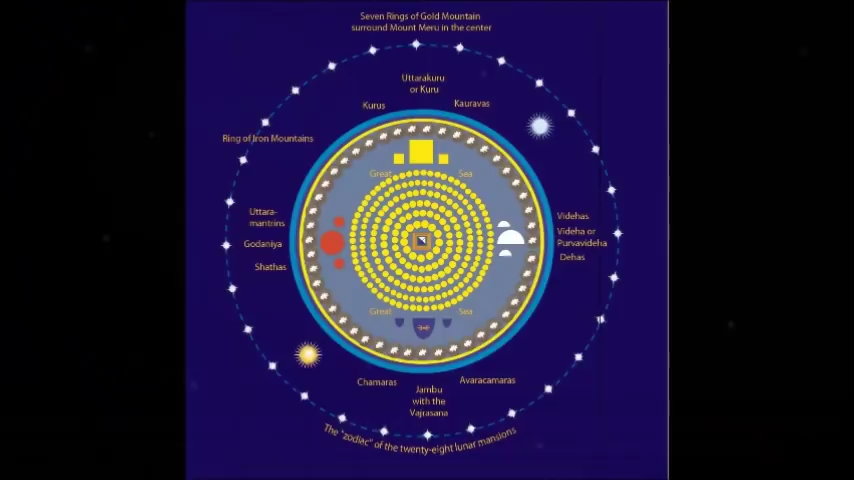 Seven Rings of Gold Mountain
surround Mount Meru in the center
Uttarakuru
or Kuru
Kurus
Kauravas
Ring of Iron Mountains
Great
Sea
Uttara-
mantrins
Godaniya
Shathas
Videhas
Videha or
Purvavideha
Dehas
Great
Sea
Chamaras
Avaracamaras
Jambu
with the
Vajrasana
The "zodiac" of the twenty-eight lunar mansions